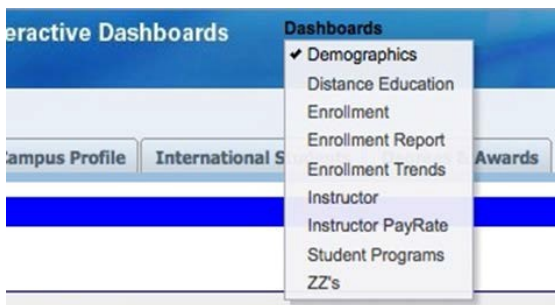 eractive Dashboards
Dashboards
✔ Demographics
Distance Education
Enrollment
Enrollment Report
Enrollment Trends
Instructor
Instructor PayRate
Student Programs
ZZ's
Campus Profile
International S
Awards